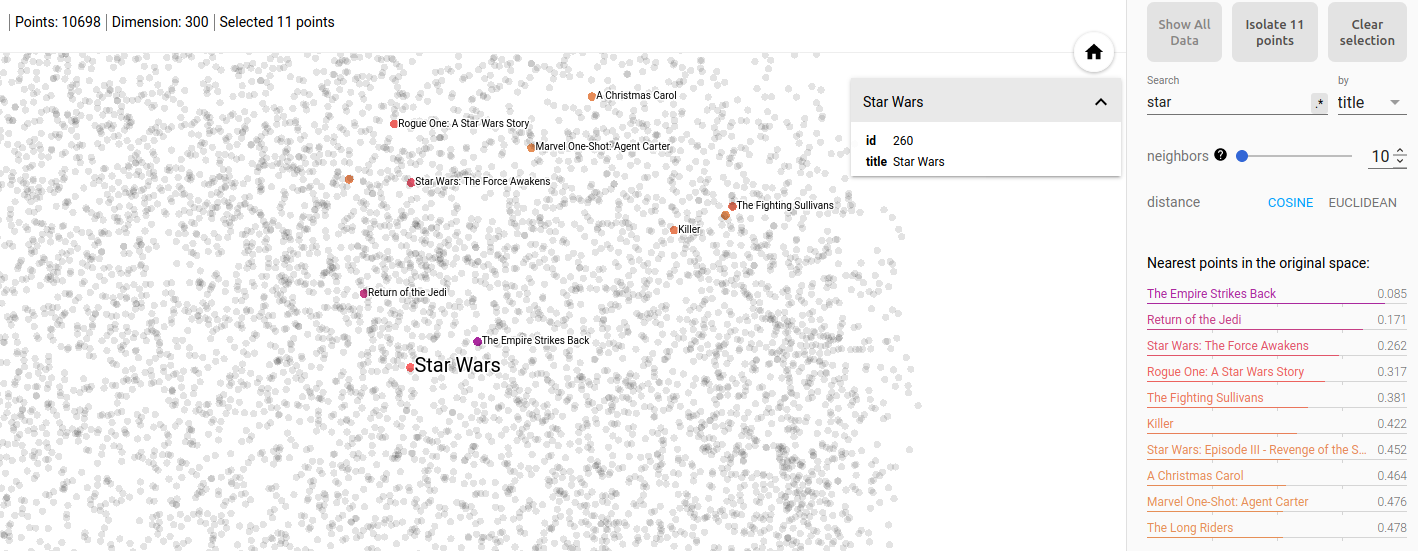 Points: 10698 | Dimension: 300 | Selected 11 points
Show All Data
Isolate 11 points
Clear selection
Search
by
star
.*
title
neighbors ? 10
distance COSINE EUCLIDEAN
Nearest points in the original space:
The Empire Strikes Back 0.085
Return of the Jedi 0.171
Star Wars: The Force Awakens 0.262
Rogue One: A Star Wars Story 0.317
The Fighting Sullivans 0.381
Killer 0.422
Star Wars: Episode III - Revenge of the S... 0.452
A Christmas Carol 0.464
Marvel One-Shot: Agent Carter 0.476
The Long Riders 0.478
Star Wars
id 260
title Star Wars
A Christmas Carol
Rogue One: A Star Wars Story
Marvel One-Shot: Agent Carter
Star Wars: The Force Awakens
The Fighting Sullivans
Killer
Return of the Jedi
The Empire Strikes Back
Star Wars